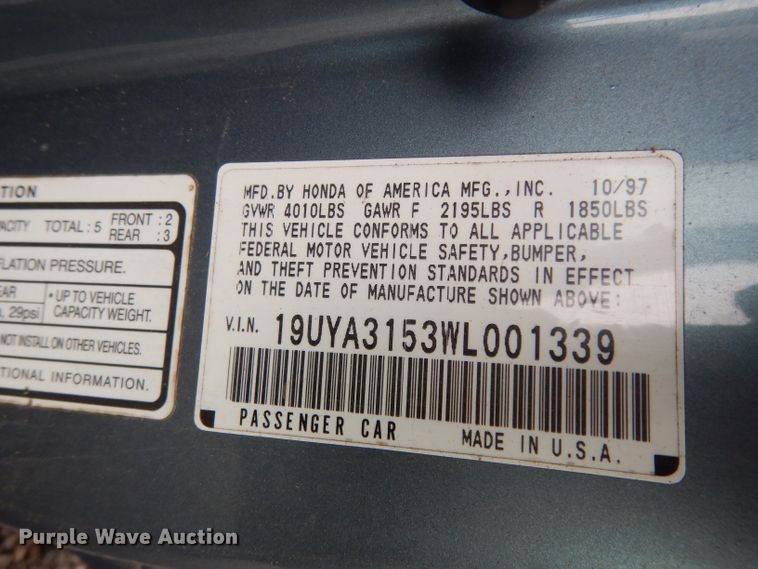 TION
ACITY TOTAL : 5 FRONT : 2
REAR : 3
FLATION PRESSURE.
EAR
29psi
• UP TO VEHICLE
CAPACITY WEIGHT.
NOT INSTALL ON OTHER VEHICLES.
TIONAL INFORMATION.
MFD.BY HONDA OF AMERICA MFG.,INC. 10/97
GVWR 4010LBS GAWR F 2195LBS R 1850LBS
THIS VEHICLE CONFORMS TO ALL APPLICABLE
FEDERAL MOTOR VEHICLE SAFETY,BUMPER,
AND THEFT PREVENTION STANDARDS IN EFFECT
ON THE DATE OF MANUFACTURE SHOWN ABOVE:
V.I.N. 19UYA3153WL001339
PASSENGER CAR MADE IN U.S.A.
Purple Wave Auction